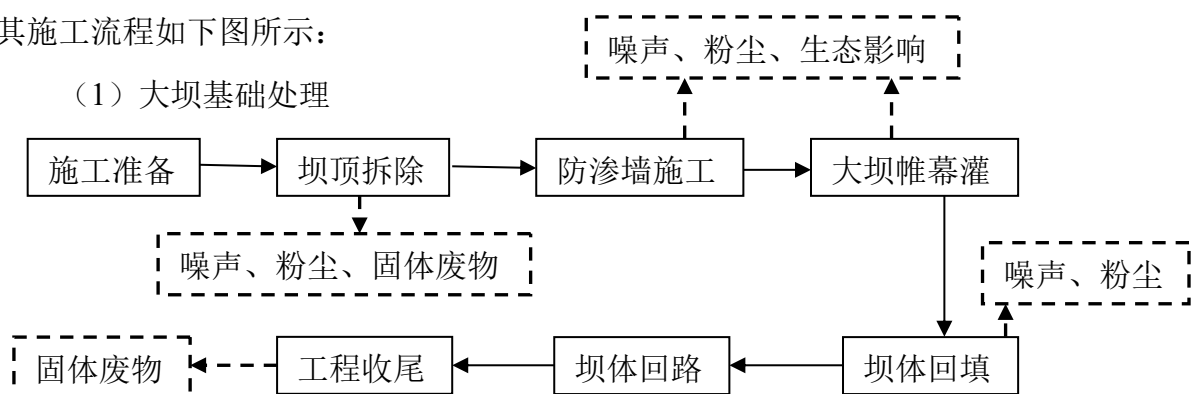 其施工流程如下图所示：
噪声、粉尘、生态影响
（1）大坝基础处理
施工准备
坝顶拆除
防渗墙施工
大坝帷幕灌
噪声、粉尘、固体废物
噪声、粉尘
固体废物
工程收尾
坝体回路
坝体回填